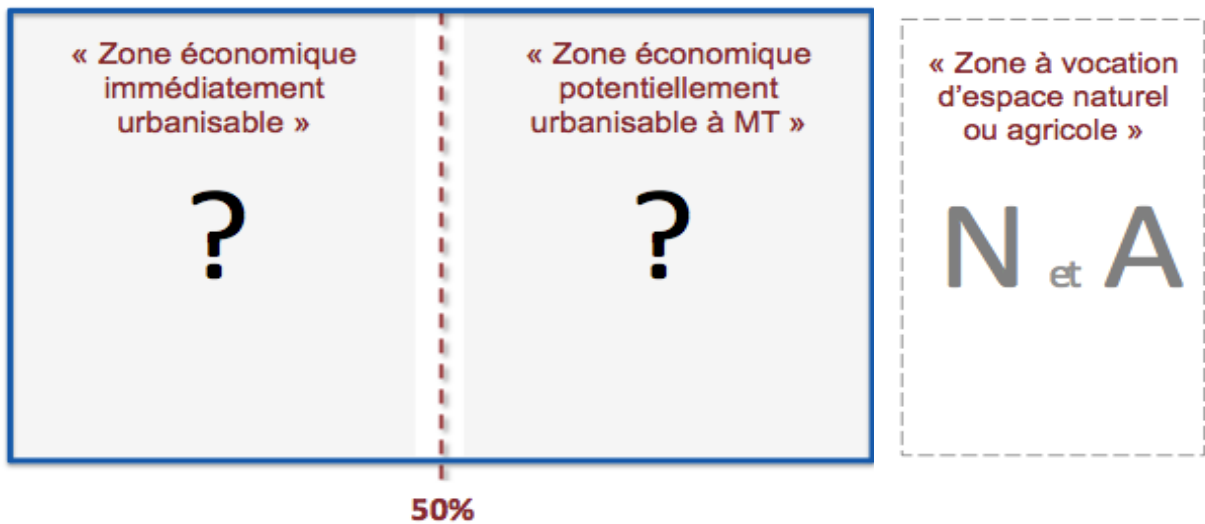 « Zone économique
immédiatement
urbanisable »
?
« Zone économique
potentiellement
urbanisable à MT »
?
« Zone à vocation
d'espace naturel
ou agricole »
N et A
50%